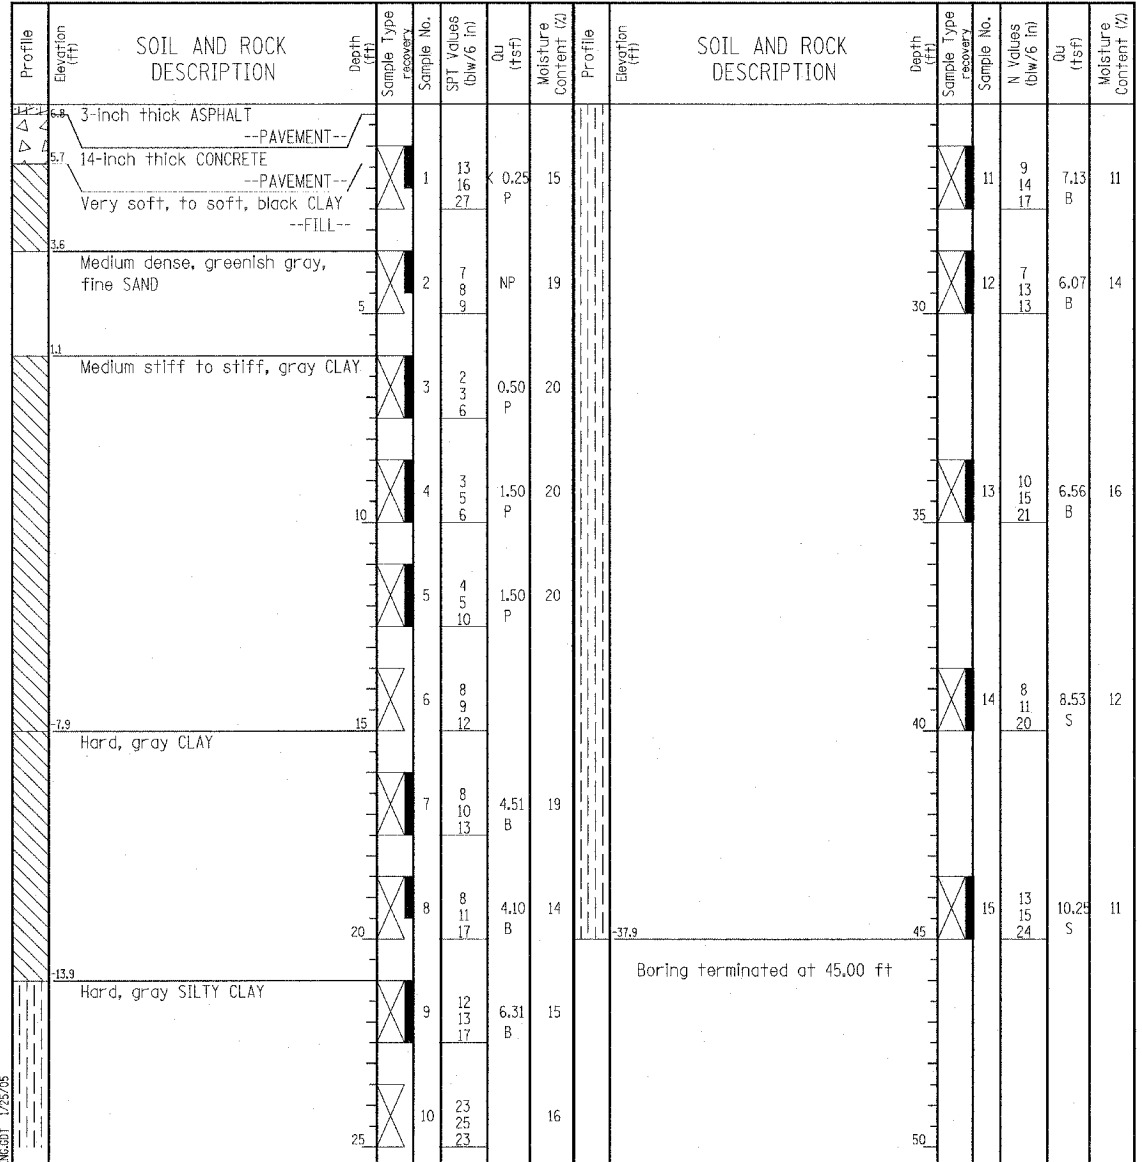 Profile
Elevation (ft)
SOIL AND ROCK
DESCRIPTION
Depth (ft)
Sample Type
recovery
Sample No.
SPT Values (blw/6 in)
Qu (tsf)
Moisture Content (%)
Profile
Elevation (ft)
SOIL AND ROCK
DESCRIPTION
Depth (ft)
Sample Type
recovery
Sample No.
N Values (blw/6 in)
Qu (tsf)
Moisture Content (%)
6.8 3-inch thick ASPHALT
--PAVEMENT--
5.7 14-inch thick CONCRETE
--PAVEMENT--
Very soft, to soft, black CLAY
--FILL--
1 13 16 27 < 0.25 P 15
3.6
Medium dense, greenish gray,
fine SAND
5
2 7 8 9 NP 19
1.1
Medium stiff to stiff, gray CLAY
3 2 3 6 0.50 P 20
10
4 3 5 6 1.50 P 20
5 4 5 10 1.50 P 20
-7.9 15
6 8 9 12
Hard, gray CLAY
7 8 10 13 4.51 B 19
20
8 8 11 17 4.10 B 14
-13.9
Hard, gray SILTY CLAY
9 12 13 17 6.31 B 15
25
10 23 25 23 16
11 9 14 17 7.13 B 11
30
12 7 13 13 6.07 B 14
35
13 10 15 21 6.56 B 16
40
14 8 11 20 8.53 S 12
-37.9 45
15 13 15 24 10.25 S 11
Boring terminated at 45.00 ft
50
1/25/05